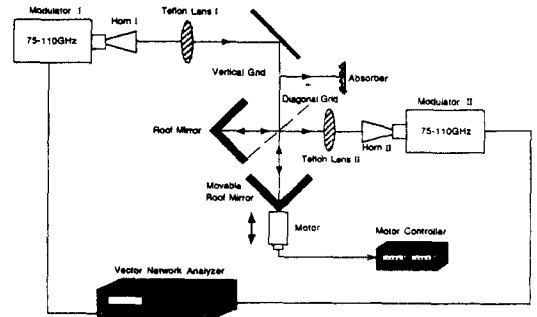 Modulator I
75-110GHz
Horn I
Teflon Lens I
Vertical Grid
Absorber
Diagonal Grid
Modulator II
75-110GHz
Roof Mirror
Horn II
Teflon Lens II
Movable
Roof Mirror
Motor
Motor Controller
Vector Network Analyzer